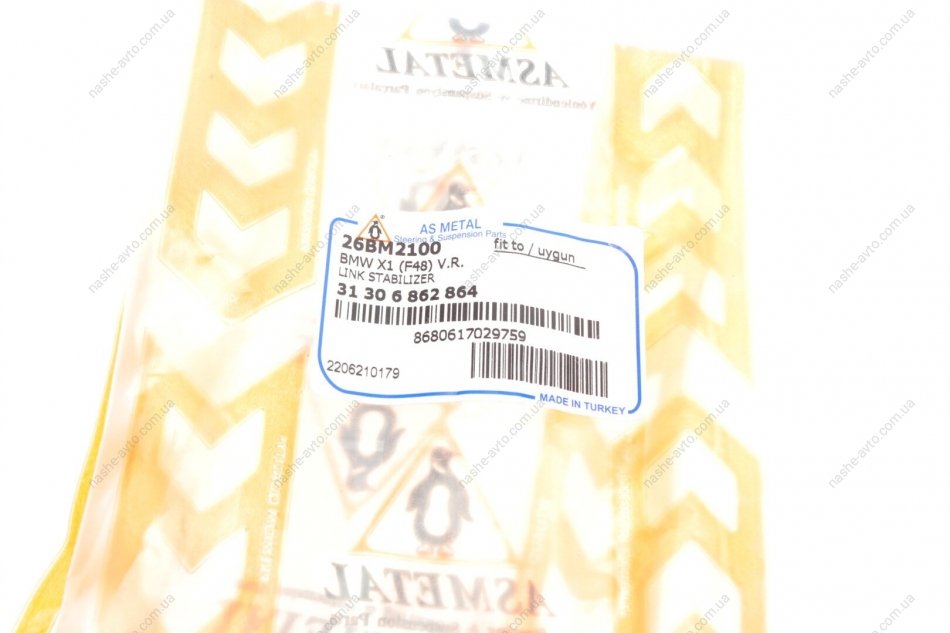 ASMETAL
AS METAL
Steering & Suspension Parts
26BM2100
fit to / uygun
BMW X1 (F48) V.R.
LINK STABILIZER
31 30 6 862 864
8680617029759
2206210179
MADE IN TURKEY
ASMETAL
nashe-avto.com.ua